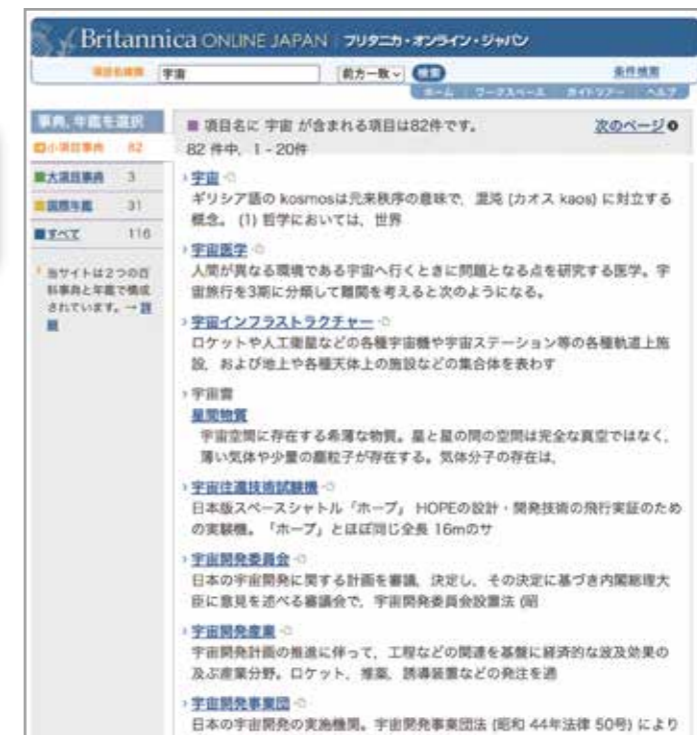 Britannica ONLINE JAPAN ブリタニカ・オンライン・ジャパン
項目名検索 宇宙 前方一致 検索 条件検索
ホーム ワークスペース ガイドツアー ヘルプ
事典、年鑑を選択
小項目事典 82
大項目事典 3
国際年鑑 31
すべて 116
当サイトは2つの百
科事典と年鑑で構成
されています。→詳
細
■ 項目名に 宇宙 が含まれる項目は82件です。 次のページ
82 件中、1 - 20件
宇宙
ギリシア語の kosmosは元来秩序の意味で、混沌 (カオス kaos) に対立する
概念。 (1) 哲学においては、世界
宇宙医学
人間が異なる環境である宇宙へ行くときに問題となる点を研究する医学。宇
宙旅行を3期に分類して難関を考えると次のようになる。
宇宙インフラストラクチャー
ロケットや人工衛星などの各種宇宙機や宇宙ステーション等の各種軌道上施
設、および地上や各種天体上の施設などの集合体を表わす
宇宙雲
星間物質
宇宙空間に存在する希薄な物質。星と星の間の空間は完全な真空ではなく、
薄い気体や少量の塵粒子が存在する。気体分子の存在は、
宇宙往還技術試験機
日本版スペースシャトル「ホープ」 HOPEの設計・開発技術の飛行実証のため
の実験機。「ホープ」とほぼ同じ全長 16mのサ
宇宙開発委員会
日本の宇宙開発に関する計画を審議、決定し、その決定に基づき内閣総理大
臣に意見を述べる審議会で、宇宙開発委員会設置法 (昭
宇宙開発産業
宇宙開発計画の推進に伴って、工程などの関連を基盤に経済的な波及効果の
及ぶ産業分野。ロケット、推薬、誘導装置などの発注を通
宇宙開発事業団
日本の宇宙開発の実施機関。宇宙開発事業団法 (昭和 44年法律 50号) により